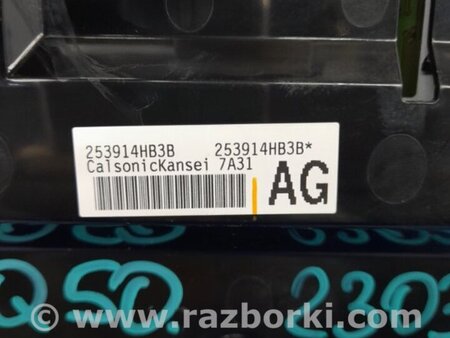 253914HB3B 253914HB3B*
CalsonicKansei 7A31
AG
Q50 2303
www.razborki.com